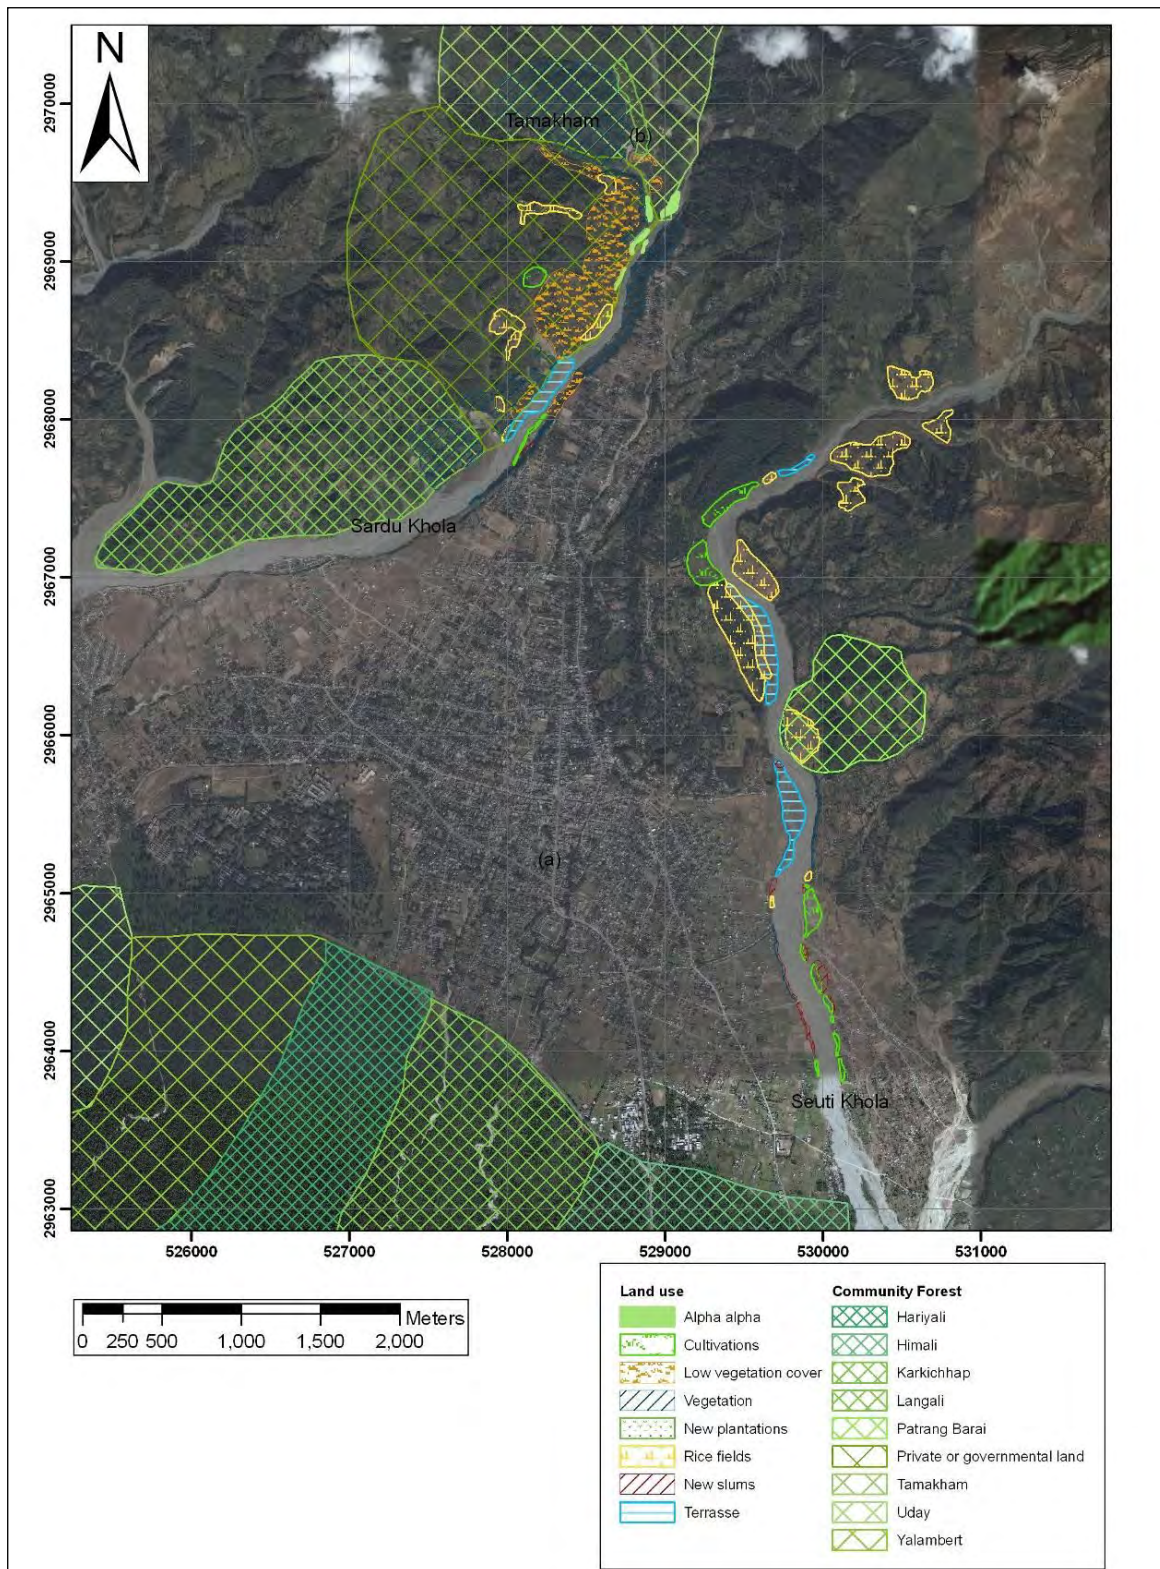 N
2970000
Tamakham
(b)
2969000
2968000
Sardu Khola
2967000
2966000
(a)
2965000
2964000
Seuti Khola
2963000
526000 527000 528000 529000 530000 531000
Meters
0 250 500 1,000 1,500 2,000
Land use
Alpha alpha
Cultivations
Low vegetation cover
Vegetation
New plantations
Rice fields
New slums
Terrasse
Community Forest
Hariyali
Himali
Karkichhap
Langali
Patrang Barai
Private or governmental land
Tamakham
Uday
Yalambert